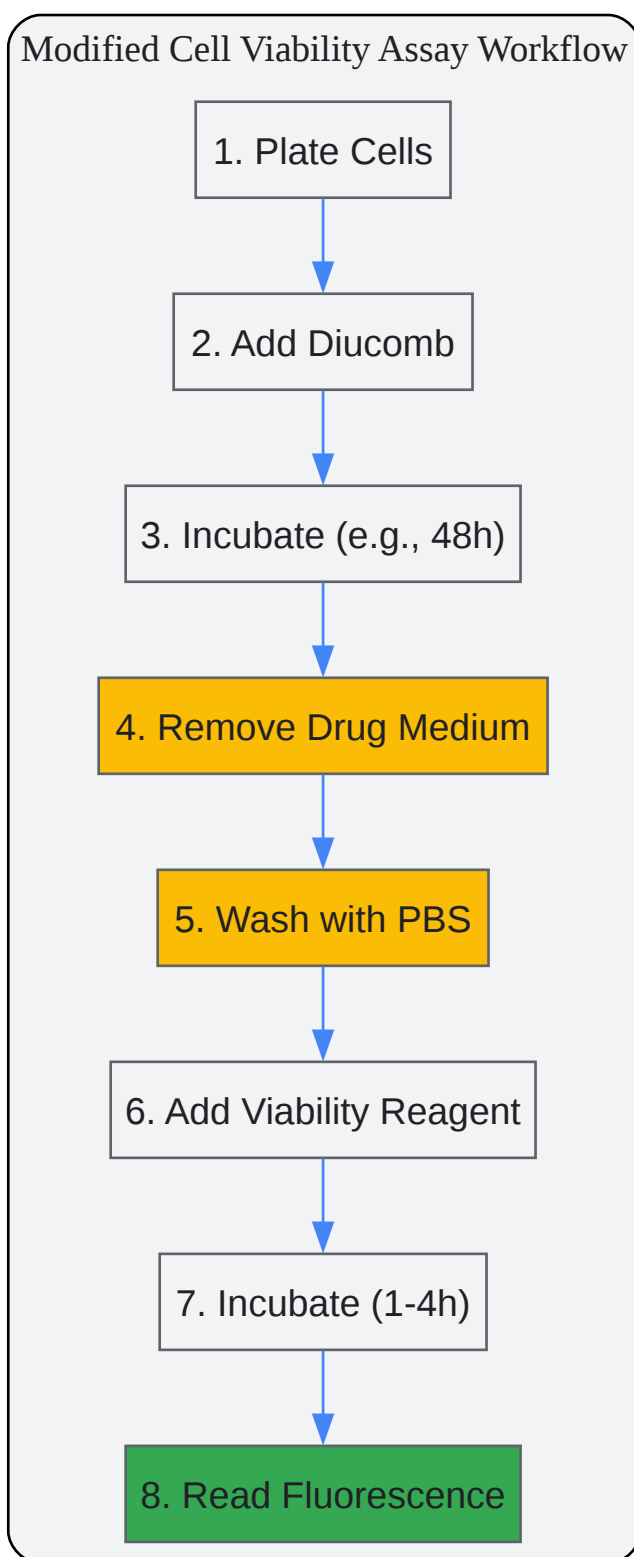 Modified Cell Viability Assay Workflow
1. Plate Cells
2. Add Diucomb
3. Incubate (e.g., 48h)
4. Remove Drug Medium
5. Wash with PBS
6. Add Viability Reagent
7. Incubate (1-4h)
8. Read Fluorescence